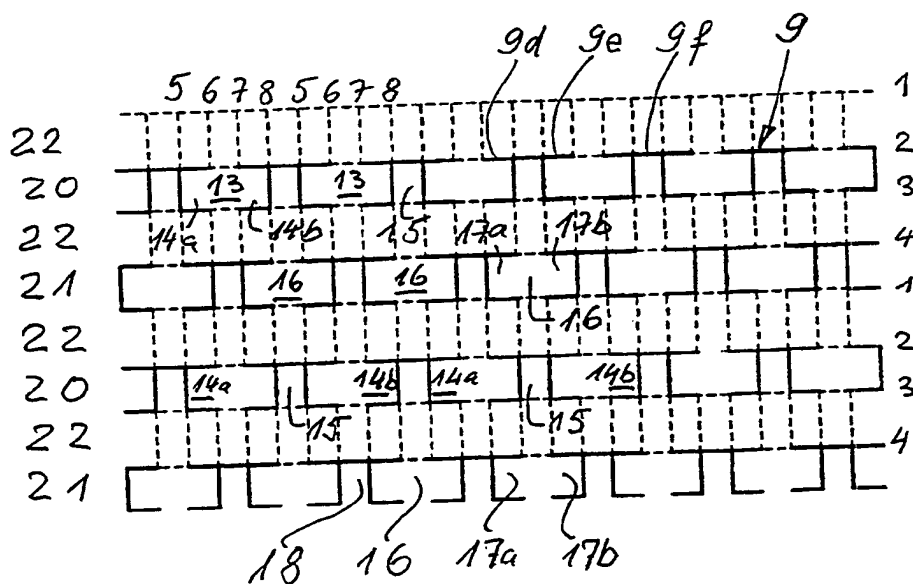 9d 9e 9f 9
5 6 7 8 5 6 7 8 1
22 2
20 13 13 3
22 14a 14b 15 17a 17b 4
21 16 16 1
16
22 2
20 14a 14b 14a 14b 3
15 15
22 4
21
18 16 17a 17b